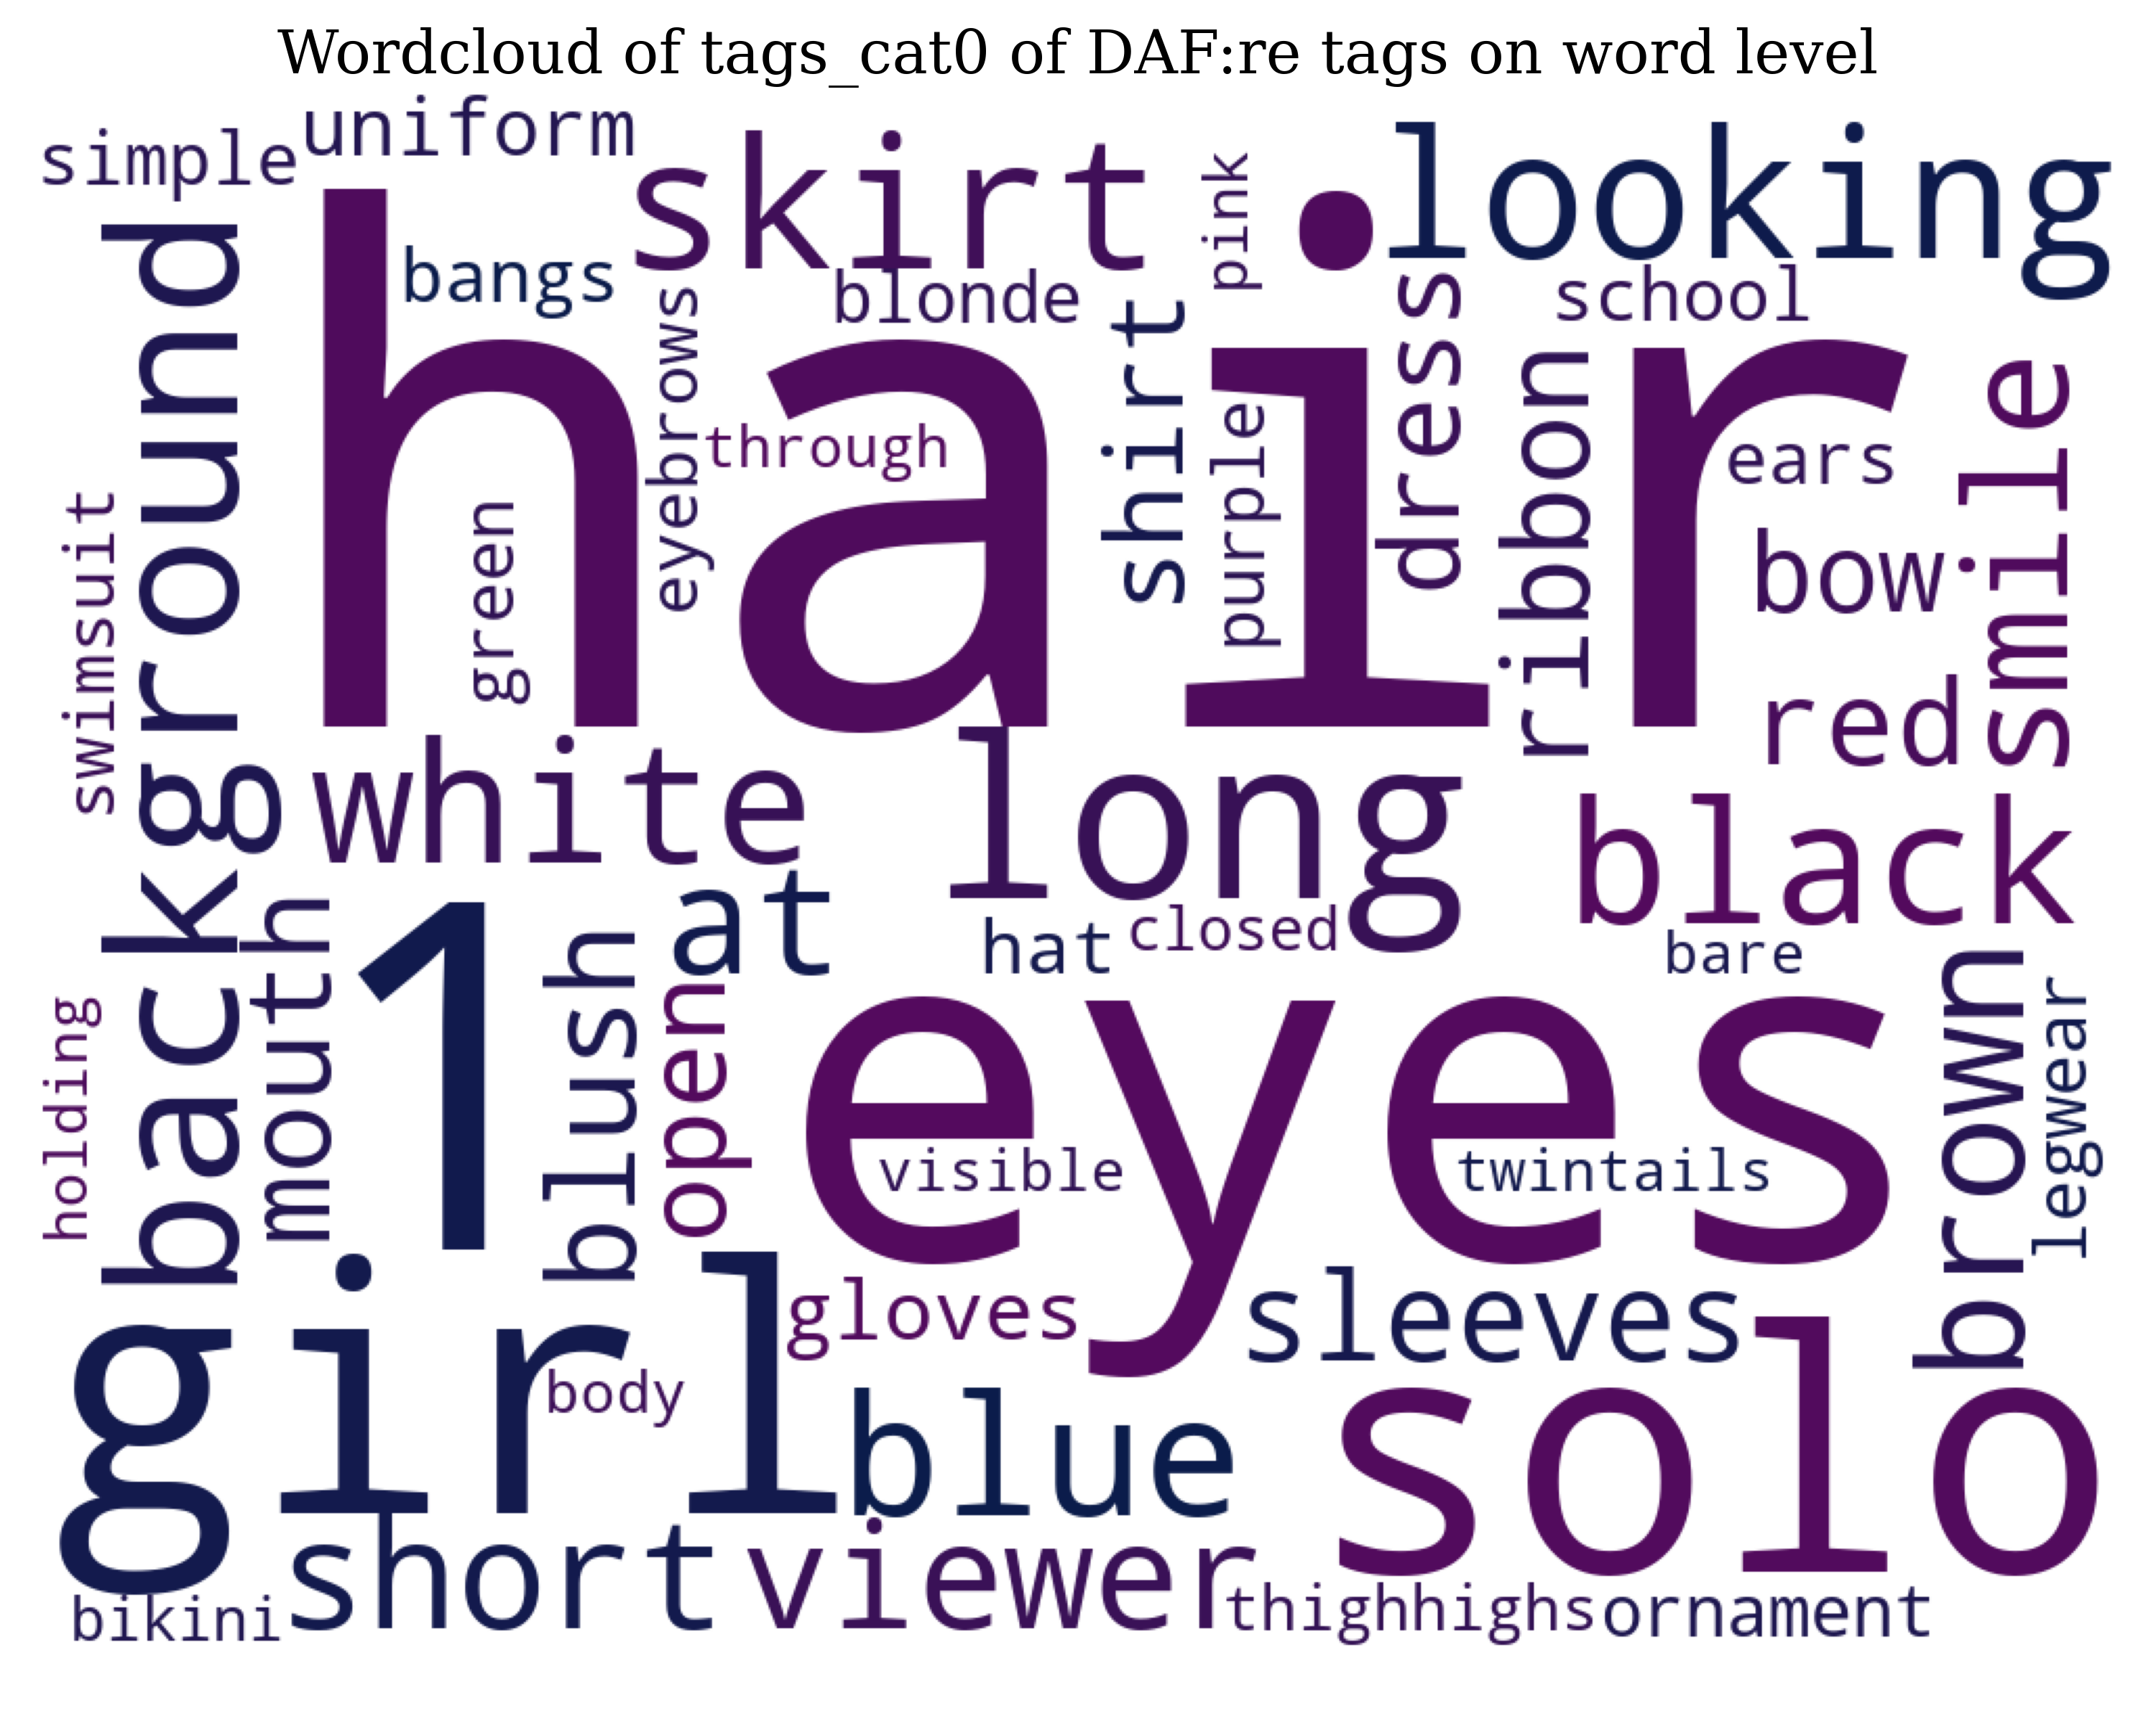 Wordcloud of tags_cat0 of DAF:re tags on word level
simple
uniform
skirt
pink
looking
bangs
blonde
school
background
hair
eyebrows
shirt
dress
ribbon
smile
through
purple
ears
green
swimsuit
bow
red
white
long
black
mouth
1
blush
at
open
hat
closed
bare
holding
eyes
brown
legwear
visible
twintails
girl
gloves
sleeves
body
blue
solo
bikini
short
viewer
thighhighs
ornament